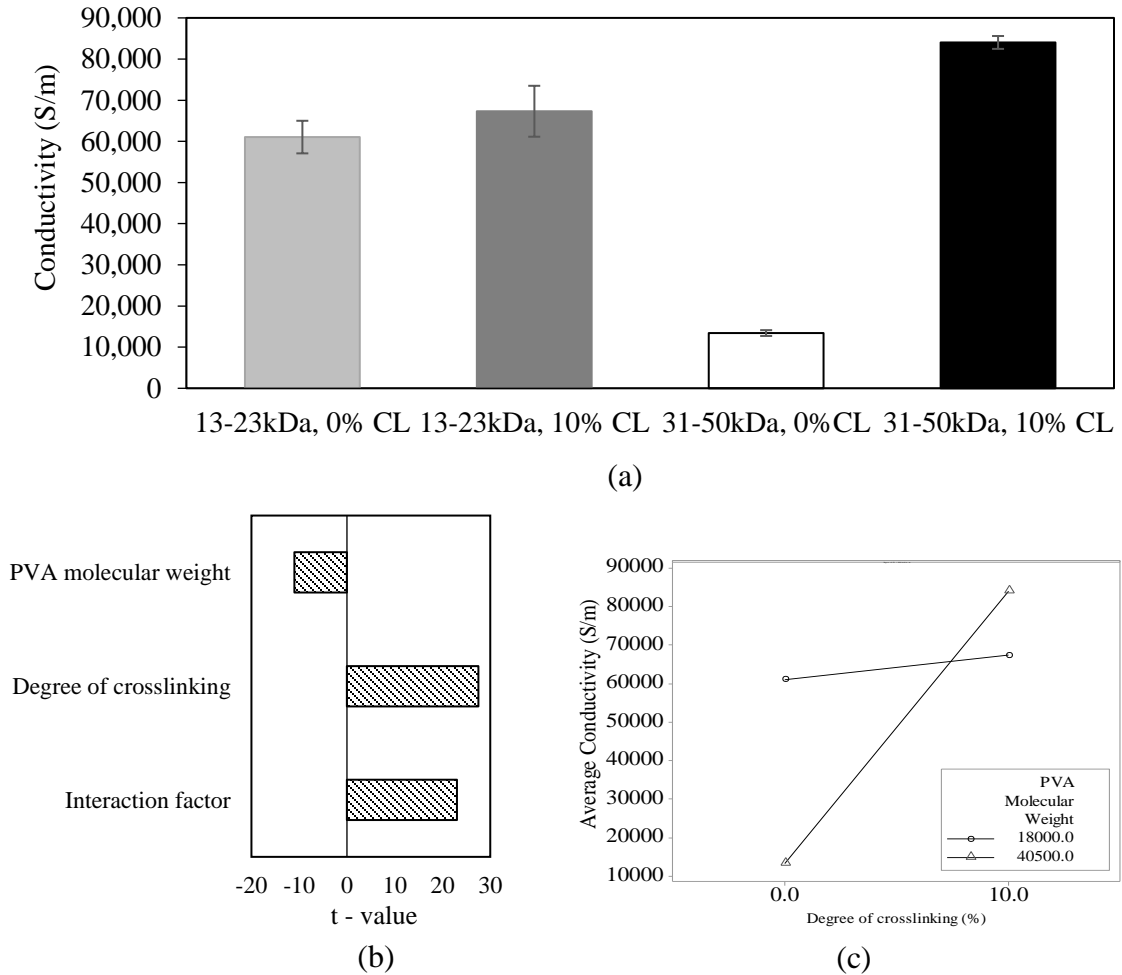 90,000
80,000
70,000
60,000
50,000
40,000
30,000
20,000
10,000
0
Conductivity (S/m)
13-23kDa, 0% CL 13-23kDa, 10% CL 31-50kDa, 0%CL 31-50kDa, 10% CL
(a)
PVA molecular weight
Degree of crosslinking
Interaction factor
-20 -10 0 10 20 30
t - value
(b)
90000
80000
70000
60000
50000
40000
30000
20000
10000
Average Conductivity (S/m)
PVA
Molecular
Weight
18000.0
40500.0
0.0 10.0
Degree of crosslinking (%)
(c)